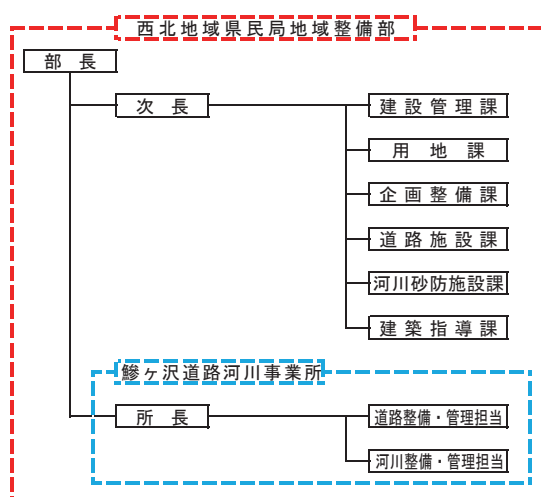 西北地域県民局地域整備部
部長
次長
建設管理課
用地課
企画整備課
道路施設課
河川砂防施設課
建築指導課
鰺ヶ沢道路河川事業所
所長
道路整備・管理担当
河川整備・管理担当